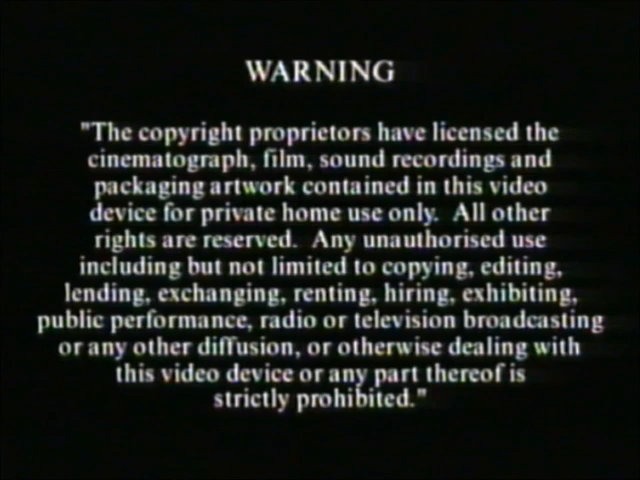 WARNING
"The copyright proprietors have licensed the
cinematograph, film, sound recordings and
packaging artwork contained in this video
device for private home use only.  All other
rights are reserved.  Any unauthorised use
including but not limited to copying, editing,
lending, exchanging, renting, hiring, exhibiting,
public performance, radio or television broadcasting
or any other diffusion, or otherwise dealing with
this video device or any part thereof is
strictly prohibited."